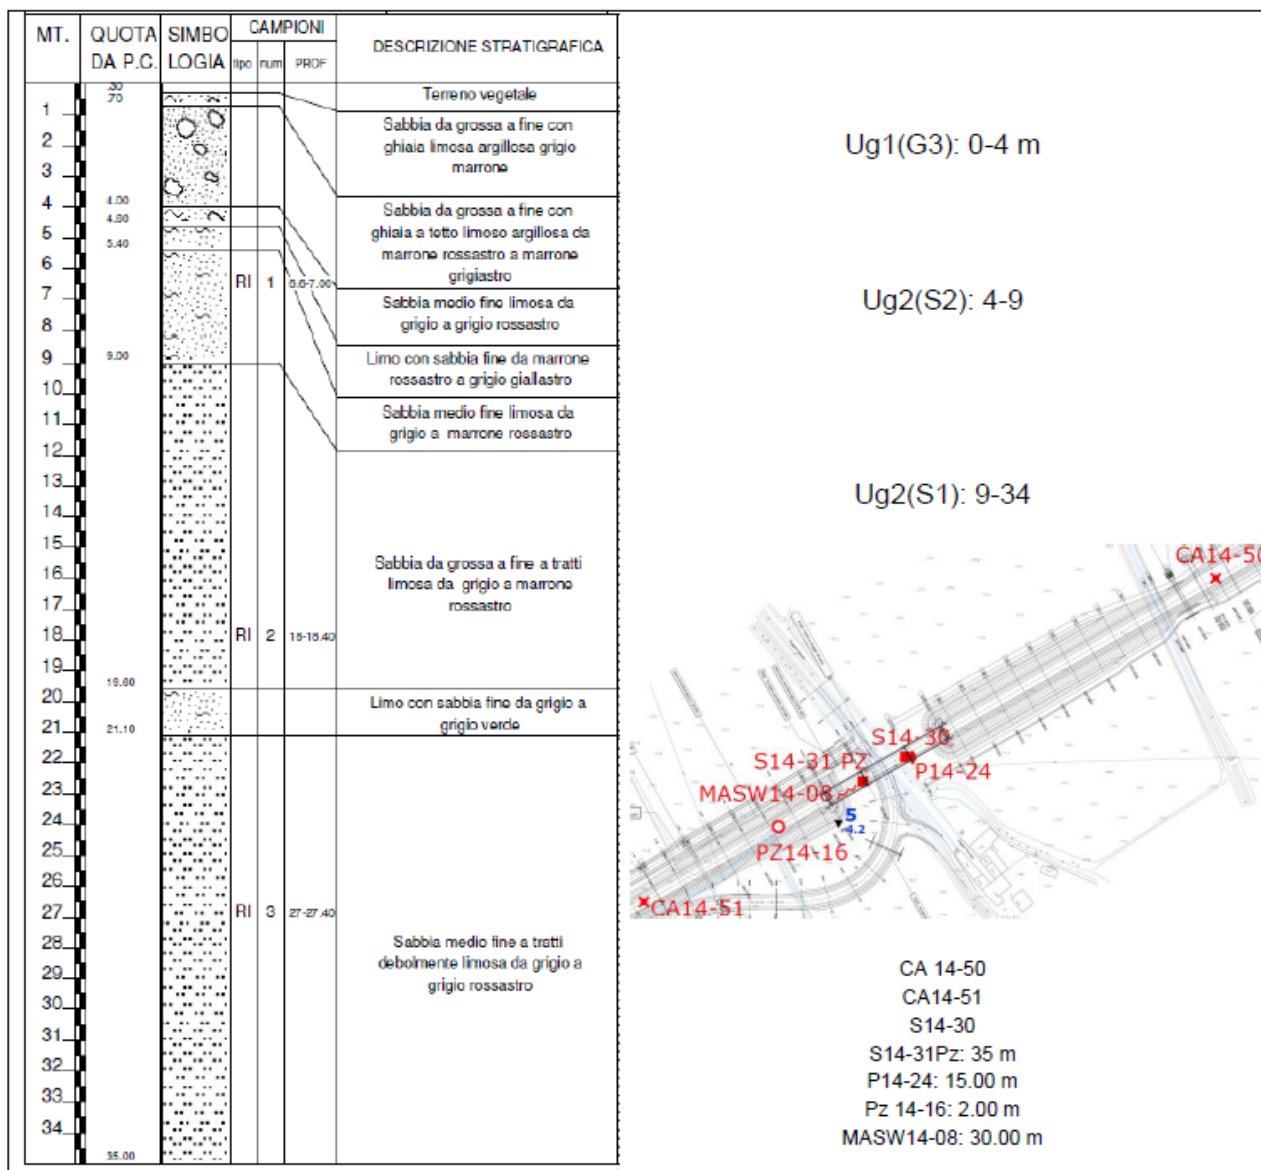 MT.
QUOTA
DA P.C.
SIMBO
LOGIA
CAMPIONI
tipo
num
PROF
DESCRIZIONE STRATIGRAFICA
.30
.70
Terreno vegetale
1
Sabbia da grossa a fine con
ghiaia limosa argillosa grigio
marrone
2
3
4
4.00
Sabbia da grossa a fine con
ghiaia a tetto limoso argillosa da
marrone rossastro a marrone
grigiastro
5
5.40
6
RI
1
7
Sabbia medio fine limosa da
grigio a grigio rossastro
8
9
9.00
Limo con sabbia fine da marrone
rossastro a grigio giallastro
10
Sabbia medio fine limosa da
grigio a marrone rossastro
11
12
13
14
15
Sabbia da grossa a fine a tratti
limosa da grigio a marrone
rossastro
16
17
18
RI
2
19
19.60
20
Limo con sabbia fine da grigio a
grigio verde
21
21.10
22
23
24
25
26
27
RI
3
27-27.40
28
Sabbia medio fine a tratti
debolmente limosa da grigio a
grigio rossastro
29
30
31
32
33
34
35.00
Ug1(G3): 0-4 m
Ug2(S2): 4-9
Ug2(S1): 9-34
CA14-50
S14-30
S14-31 PZ
P14-24
MASW14-08
5
-4.2
PZ14-16
CA14-51
CA 14-50
CA14-51
S14-30
S14-31Pz: 35 m
P14-24: 15.00 m
Pz 14-16: 2.00 m
MASW14-08: 30.00 m